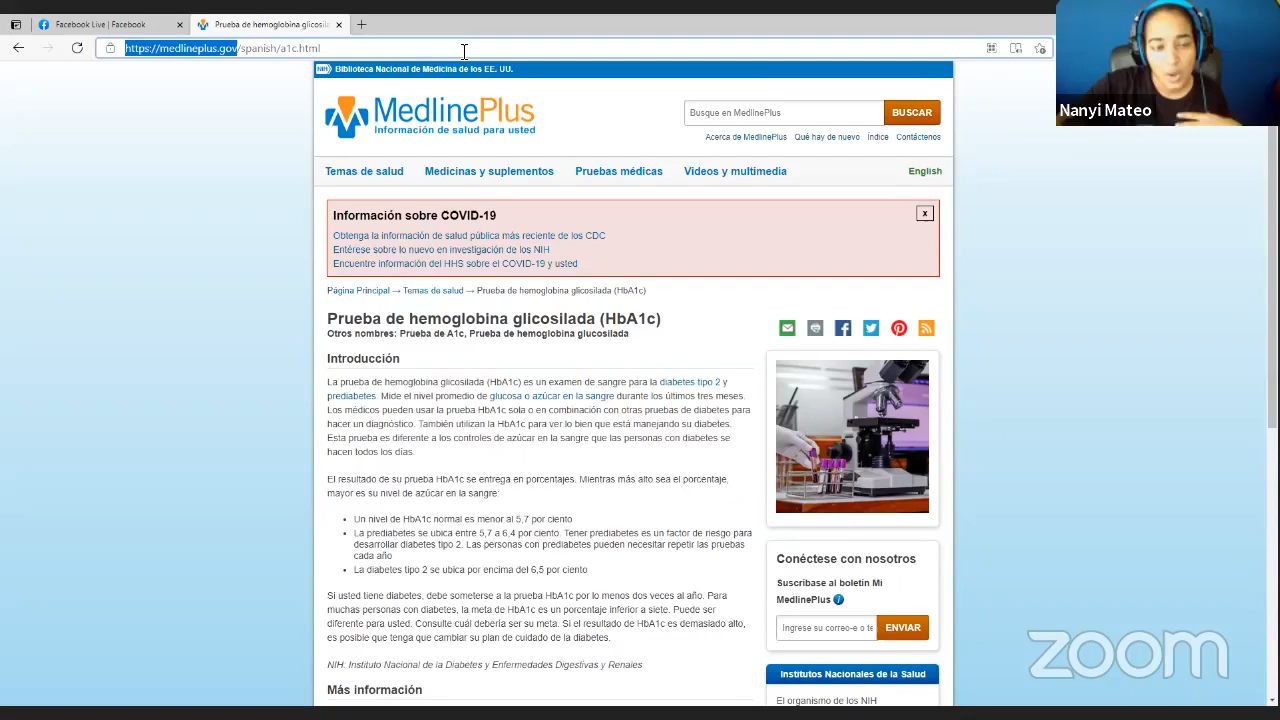 Facebook Live | Facebook
Prueba de hemoglobina glicosila
https://medlineplus.gov/spanish/a1c.html
Nanyi Mateo
NIH Biblioteca Nacional de Medicina de los EE. UU.
MedlinePlus
Información de salud para usted
Busque en MedlinePlus
BUSCAR
Acerca de MedlinePlus Qué hay de nuevo Índice Contáctenos
Temas de salud Medicinas y suplementos Pruebas médicas Videos y multimedia English
Información sobre COVID-19
x
Obtenga la información de salud pública más reciente de los CDC
Entérese sobre lo nuevo en investigación de los NIH
Encuentre información del HHS sobre el COVID-19 y usted
Página Principal → Temas de salud → Prueba de hemoglobina glicosilada (HbA1c)
Prueba de hemoglobina glicosilada (HbA1c)
Otros nombres: Prueba de A1c, Prueba de hemoglobina glucosilada
Introducción
La prueba de hemoglobina glicosilada (HbA1c) es un examen de sangre para la diabetes tipo 2 y
prediabetes. Mide el nivel promedio de glucosa o azúcar en la sangre durante los últimos tres meses.
Los médicos pueden usar la prueba HbA1c sola o en combinación con otras pruebas de diabetes para
hacer un diagnóstico. También utilizan la HbA1c para ver lo bien que está manejando su diabetes.
Esta prueba es diferente a los controles de azúcar en la sangre que las personas con diabetes se
hacen todos los días.
El resultado de su prueba HbA1c se entrega en porcentajes. Mientras más alto sea el porcentaje,
mayor es su nivel de azúcar en la sangre:
• Un nivel de HbA1c normal es menor al 5,7 por ciento
• La prediabetes se ubica entre 5,7 a 6,4 por ciento. Tener prediabetes es un factor de riesgo para
desarrollar diabetes tipo 2. Las personas con prediabetes pueden necesitar repetir las pruebas
cada año
• La diabetes tipo 2 se ubica por encima del 6,5 por ciento
Si usted tiene diabetes, debe someterse a la prueba HbA1c por lo menos dos veces al año. Para
muchas personas con diabetes, la meta de HbA1c es un porcentaje inferior a siete. Puede ser
diferente para usted. Consulte cuál debería ser su meta. Si el resultado de HbA1c es demasiado alto,
es posible que tenga que cambiar su plan de cuidado de la diabetes.
NIH: Instituto Nacional de la Diabetes y Enfermedades Digestivas y Renales
Más información
Conéctese con nosotros
Suscríbase al boletín Mi
MedlinePlus
Ingrese su correo-e o te
ENVIAR
Institutos Nacionales de la Salud
El organismo de los NIH
zoom